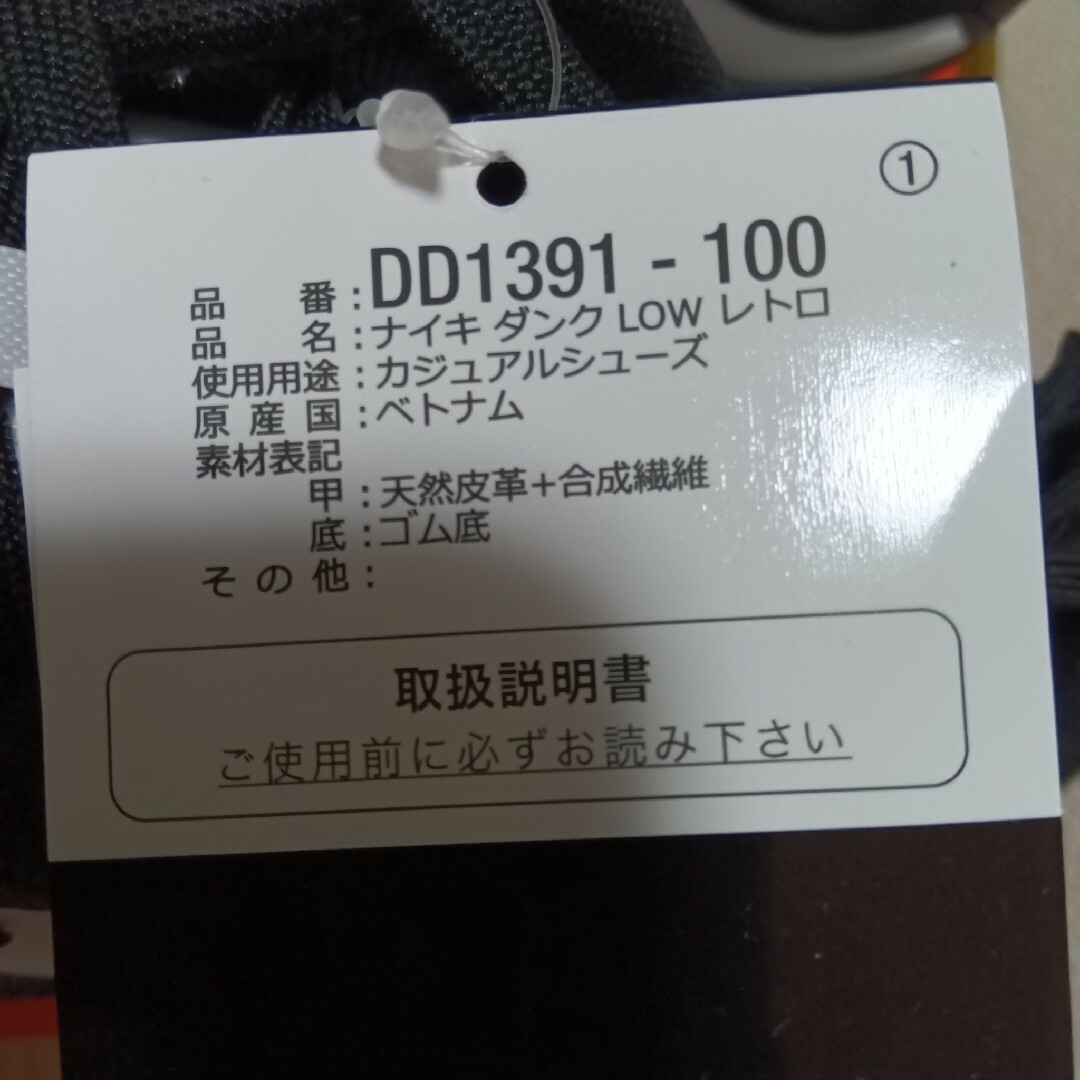 ①
品 番:DD1391 - 100
品 名:ナイキ ダンク LOW レトロ
使用用途:カジュアルシューズ
原 産 国:ベトナム
素材表記
甲:天然皮革+合成繊維
底:ゴム底
そ の 他:
取扱説明書
ご使用前に必ずお読み下さい